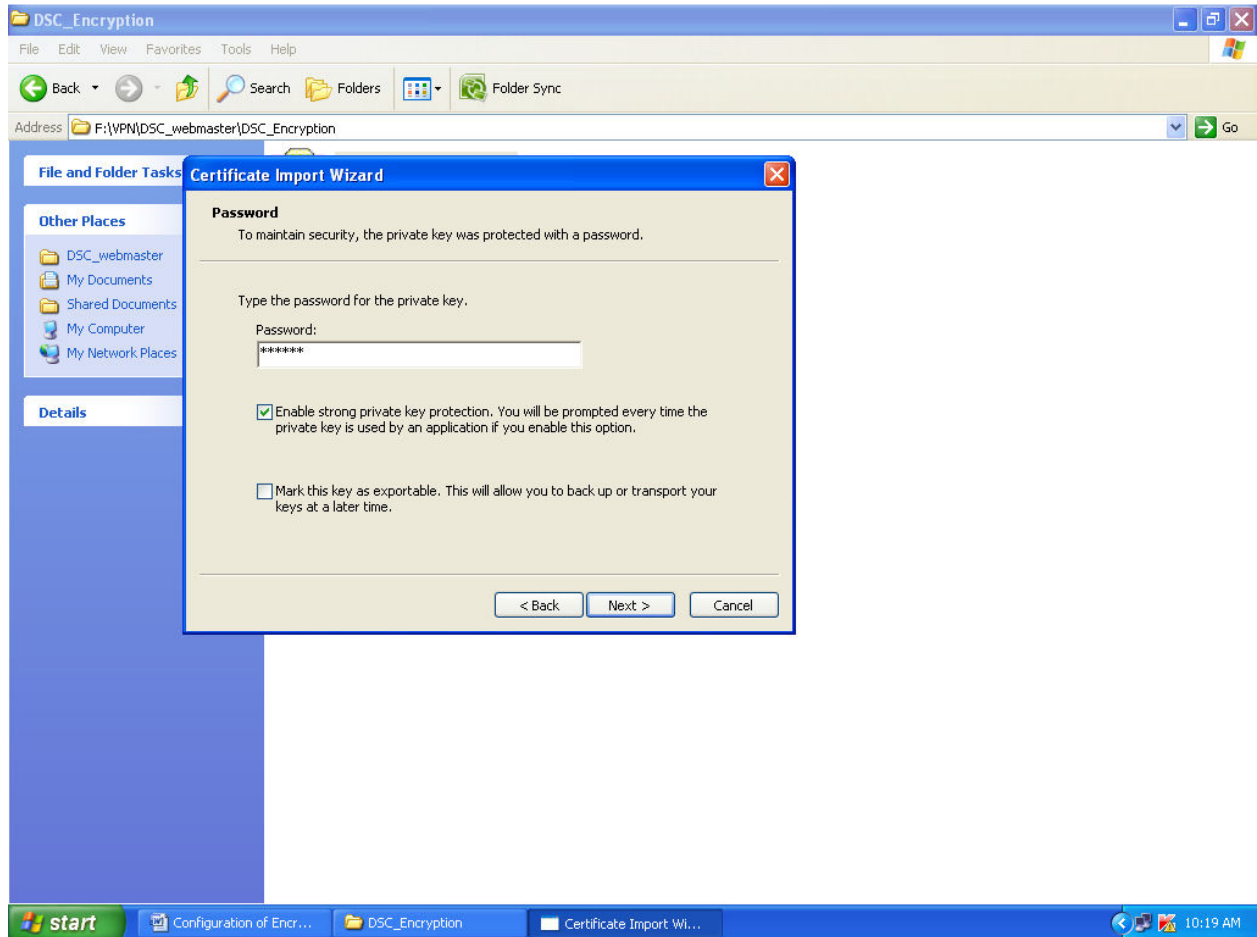 DSC_Encryption
File Edit View Favorites Tools Help
Back Search Folders Folder Sync
Address F:\VPN\DSC_webmaster\DSC_Encryption Go
File and Folder Tasks
Other Places
DSC_webmaster
My Documents
Shared Documents
My Computer
My Network Places
Details
Certificate Import Wizard
Password
To maintain security, the private key was protected with a password.
Type the password for the private key.
Password:
******
Enable strong private key protection. You will be prompted every time the
private key is used by an application if you enable this option.
Mark this key as exportable. This will allow you to back up or transport your
keys at a later time.
< Back Next > Cancel
start Configuration of Encr... DSC_Encryption Certificate Import Wi... 10:19 AM